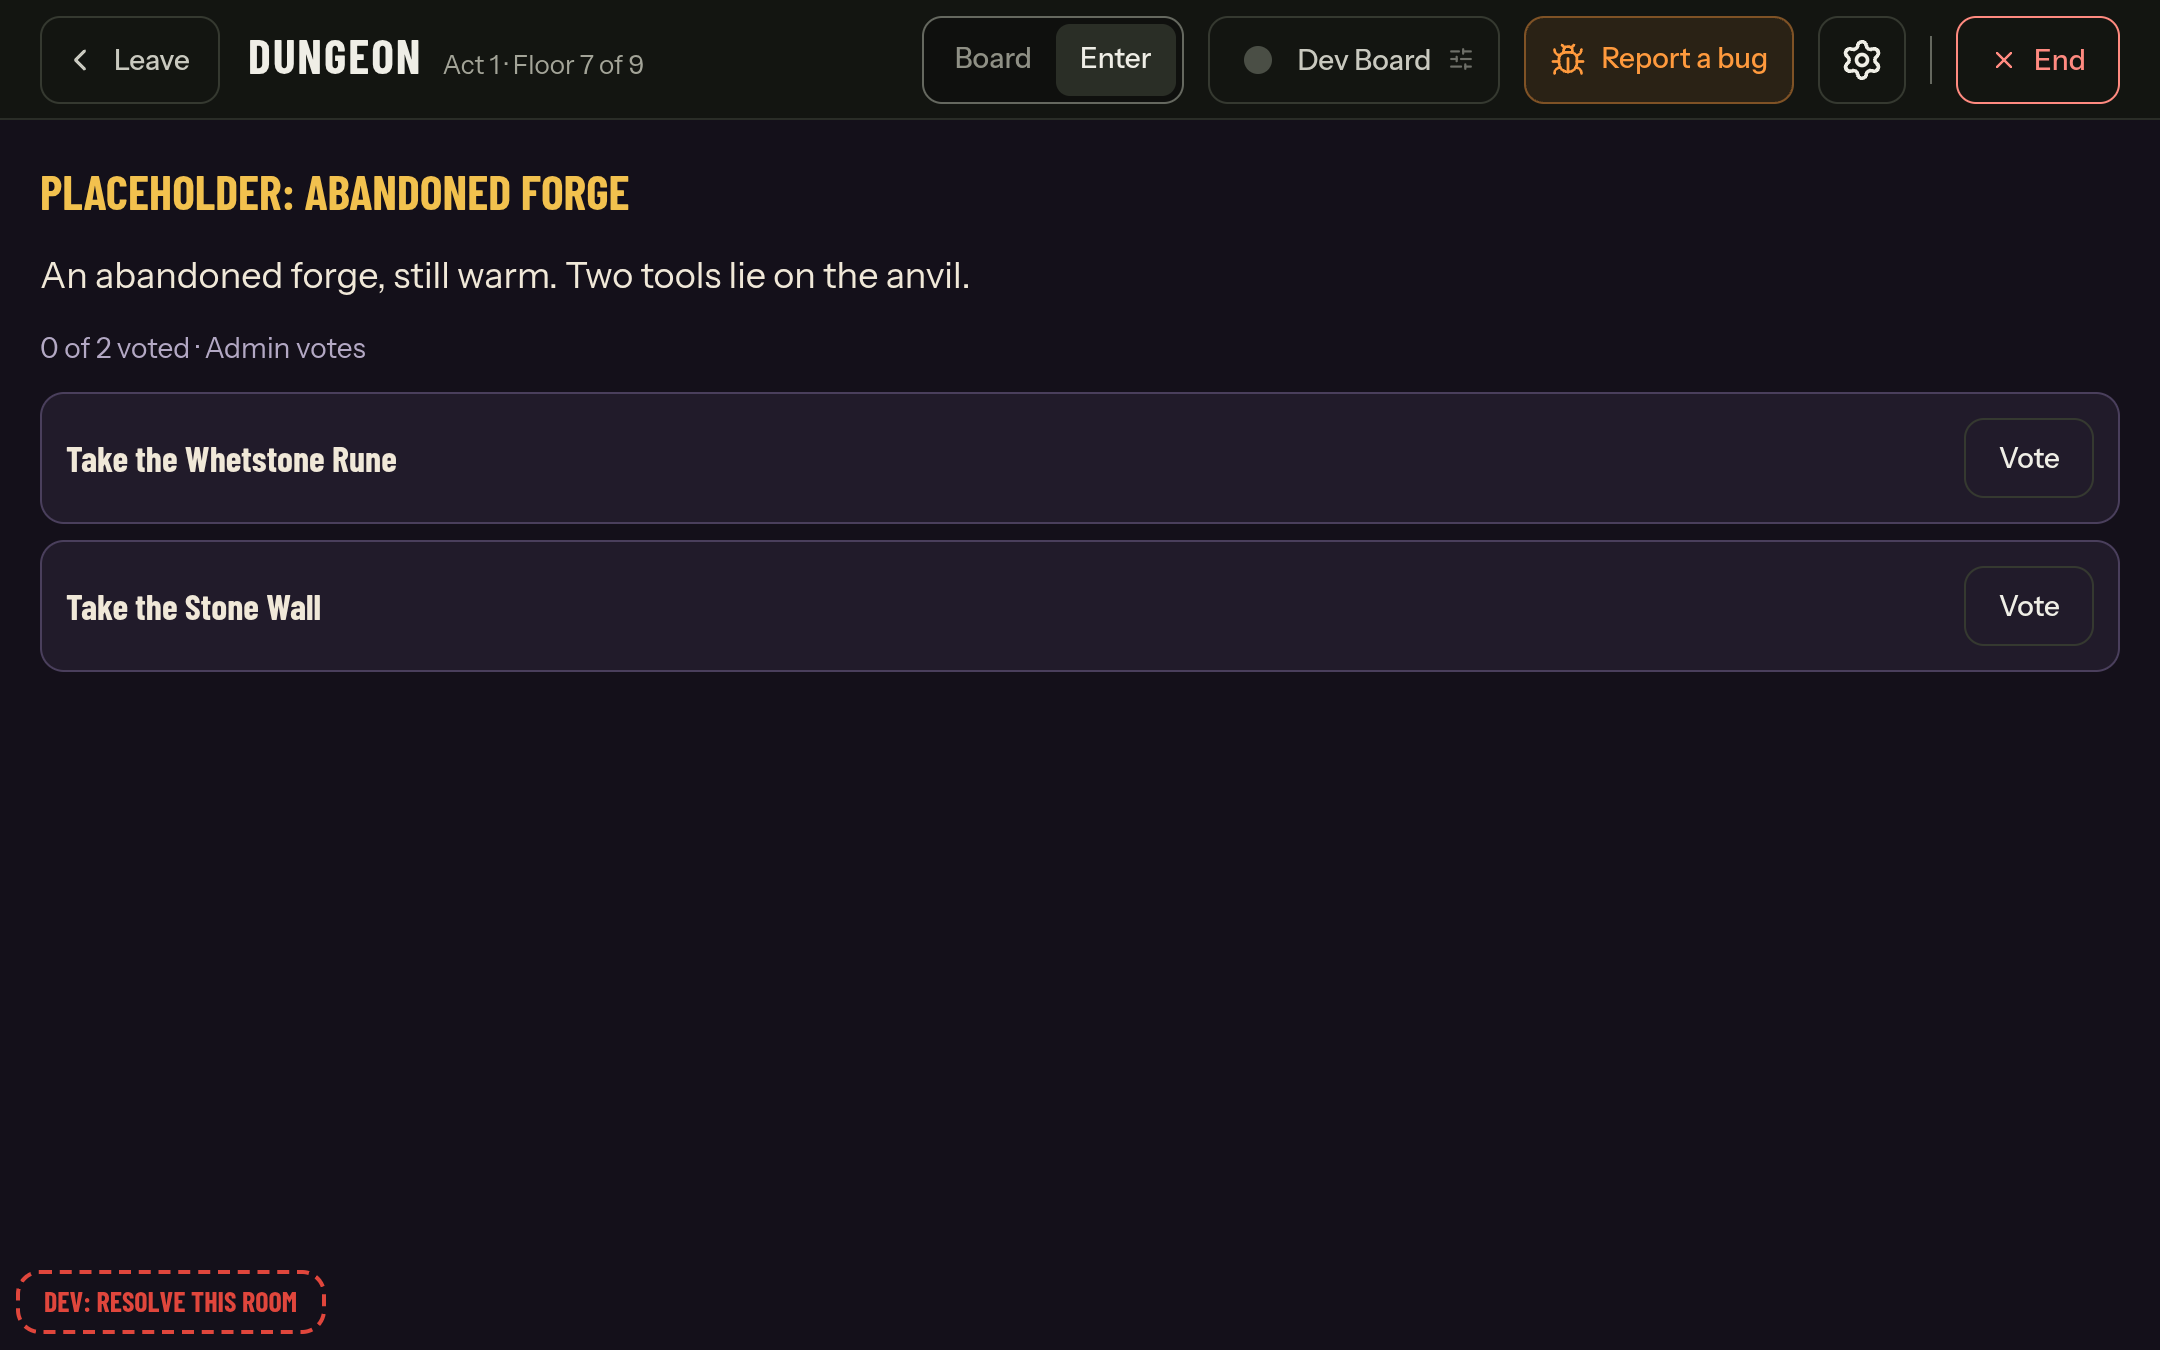 Leave
DUNGEON Act 1 · Floor 7 of 9
Board Enter
Dev Board
Report a bug
End
PLACEHOLDER: ABANDONED FORGE
An abandoned forge, still warm. Two tools lie on the anvil.
0 of 2 voted · Admin votes
Take the Whetstone Rune
Vote
Take the Stone Wall
Vote
DEV: RESOLVE THIS ROOM